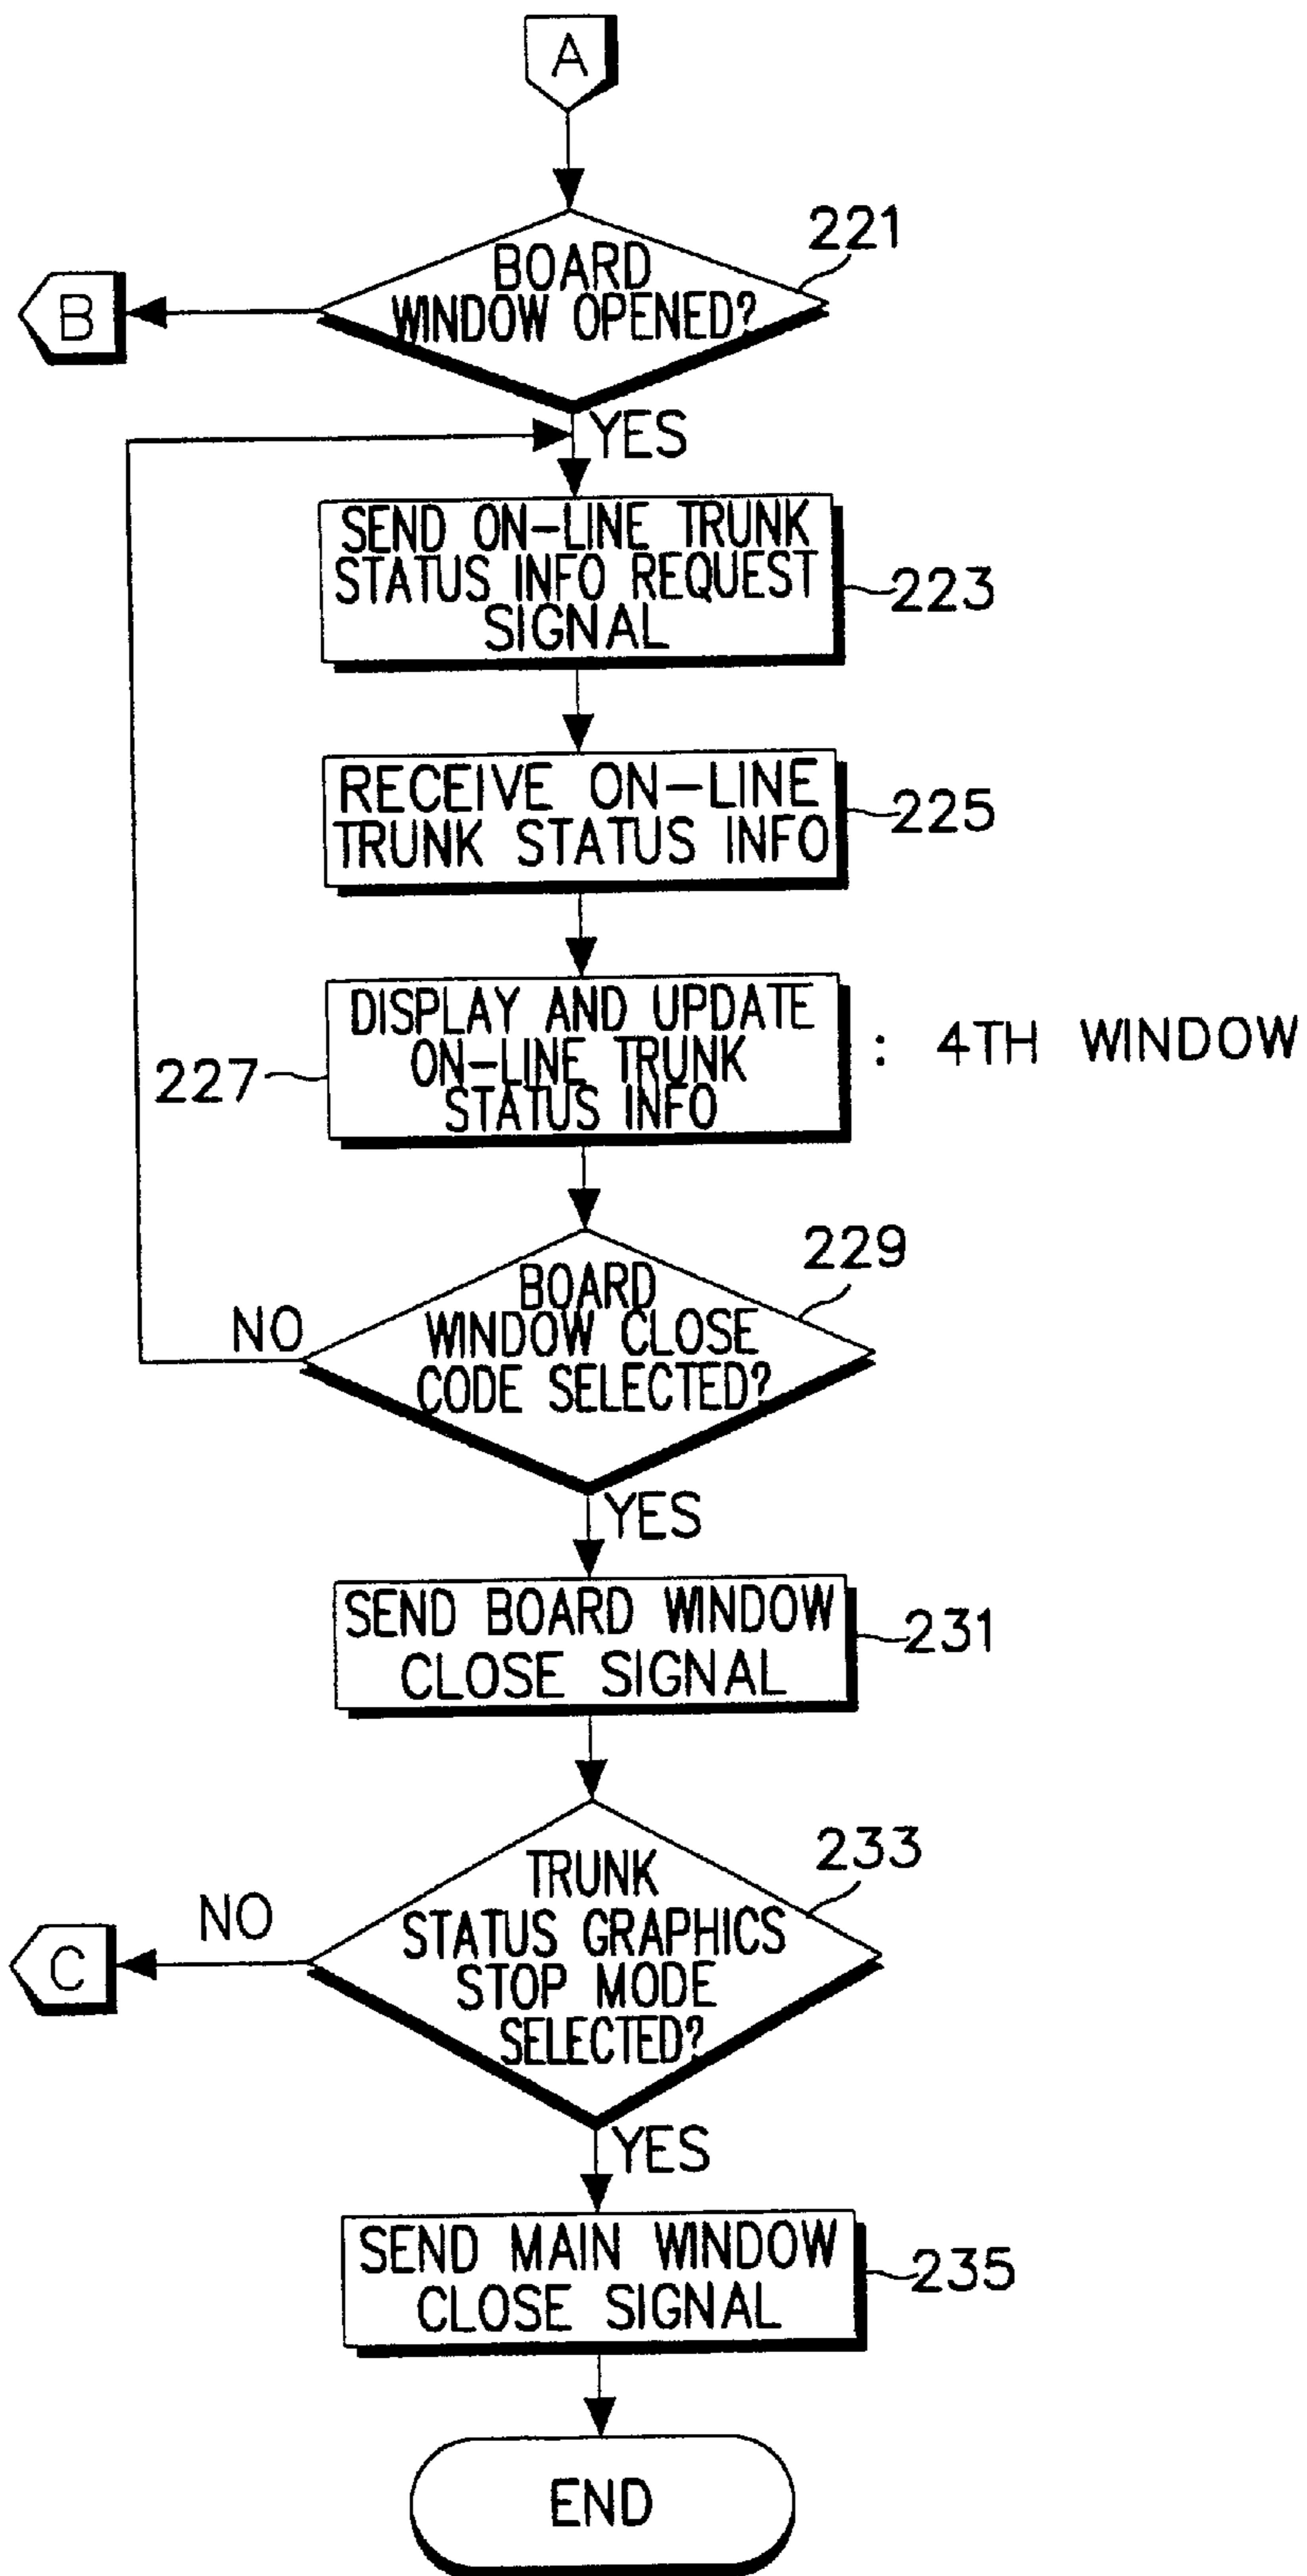 A
221
BOARD
WINDOW OPENED?
B
YES
SEND ON-LINE TRUNK
STATUS INFO REQUEST
SIGNAL
223
RECEIVE ON-LINE
TRUNK STATUS INFO
225
DISPLAY AND UPDATE
ON-LINE TRUNK
STATUS INFO
: 4TH WINDOW
227
229
BOARD
WINDOW CLOSE
CODE SELECTED?
NO
YES
SEND BOARD WINDOW
CLOSE SIGNAL
231
233
TRUNK
STATUS GRAPHICS
STOP MODE
SELECTED?
NO
C
YES
SEND MAIN WINDOW
CLOSE SIGNAL
235
END